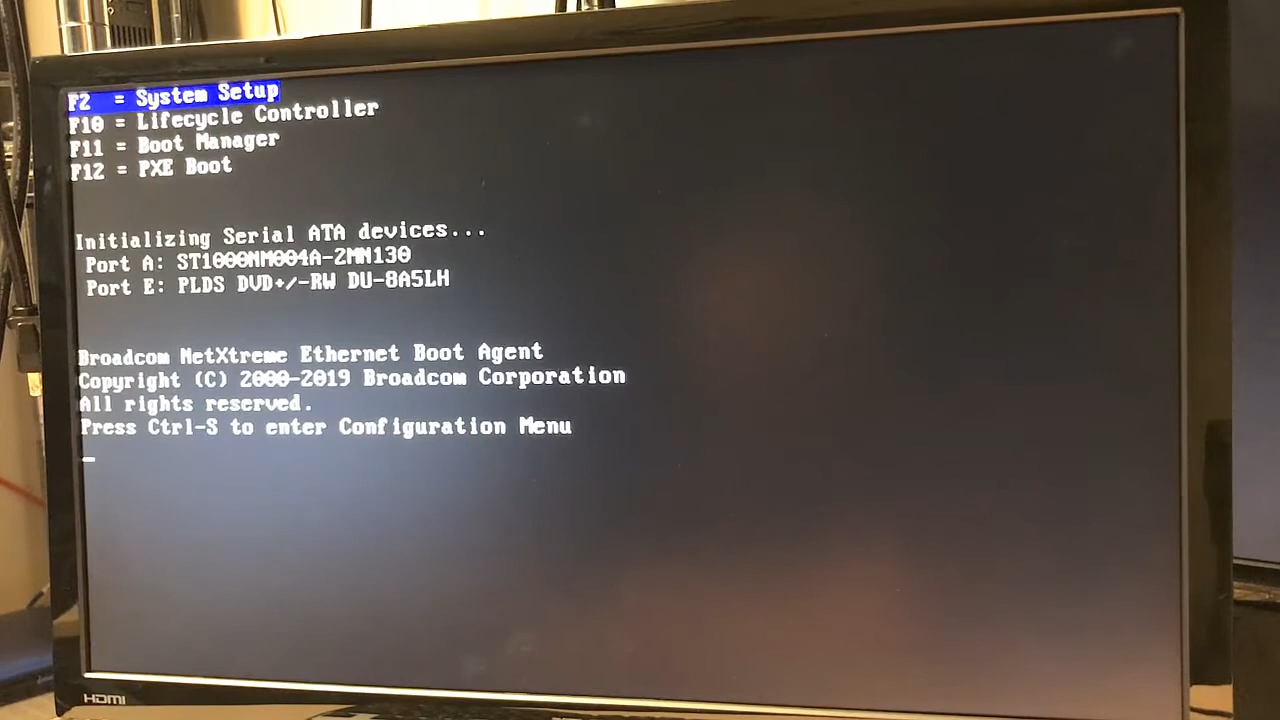 F2  = System Setup
F10 = Lifecycle Controller
F11 = Boot Manager
F12 = PXE Boot
Initializing Serial ATA devices...
Port A: ST1000NM004A-2MN130
Port E: PLDS DVD+/-RW DU-8A5LH
Broadcom NetXtreme Ethernet Boot Agent
Copyright (C) 2000-2019 Broadcom Corporation
All rights reserved.
Press Ctrl-S to enter Configuration Menu
HDMI